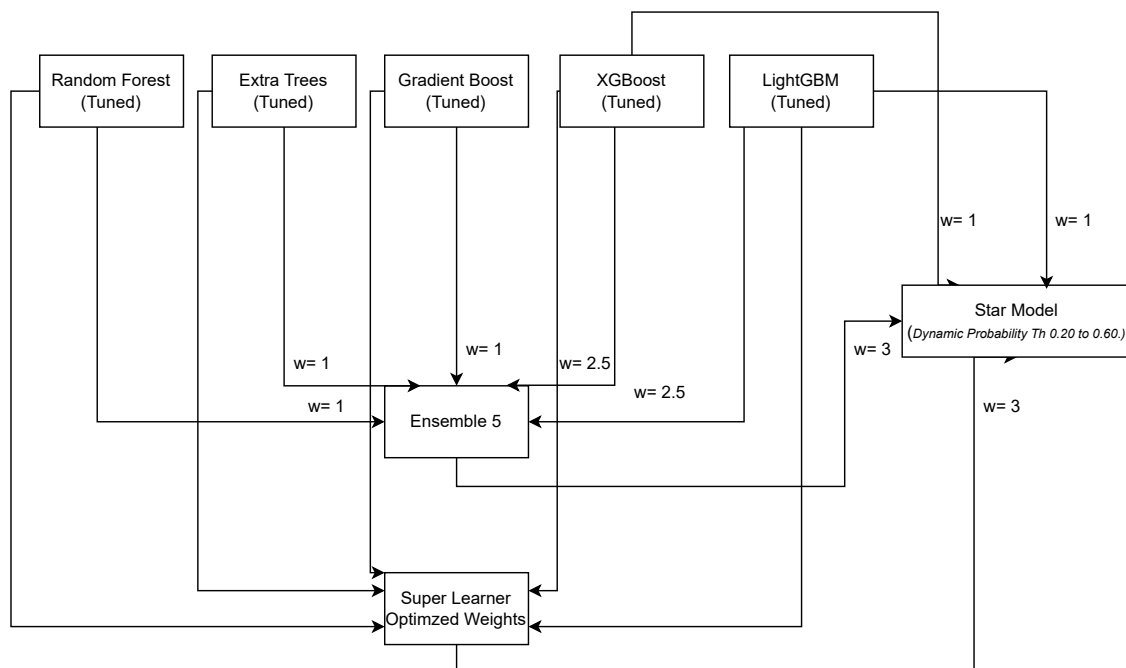 Random Forest
(Tuned)
Extra Trees
(Tuned)
Gradient Boost
(Tuned)
XGBoost
(Tuned)
LightGBM
(Tuned)
w= 1
w= 1
Star Model
(Dynamic Probability Th 0.20 to 0.60.)
w= 1
w= 1
w= 2.5
w= 3
w= 1
w= 2.5
w= 3
Ensemble 5
Super Learner
Optimzed Weights